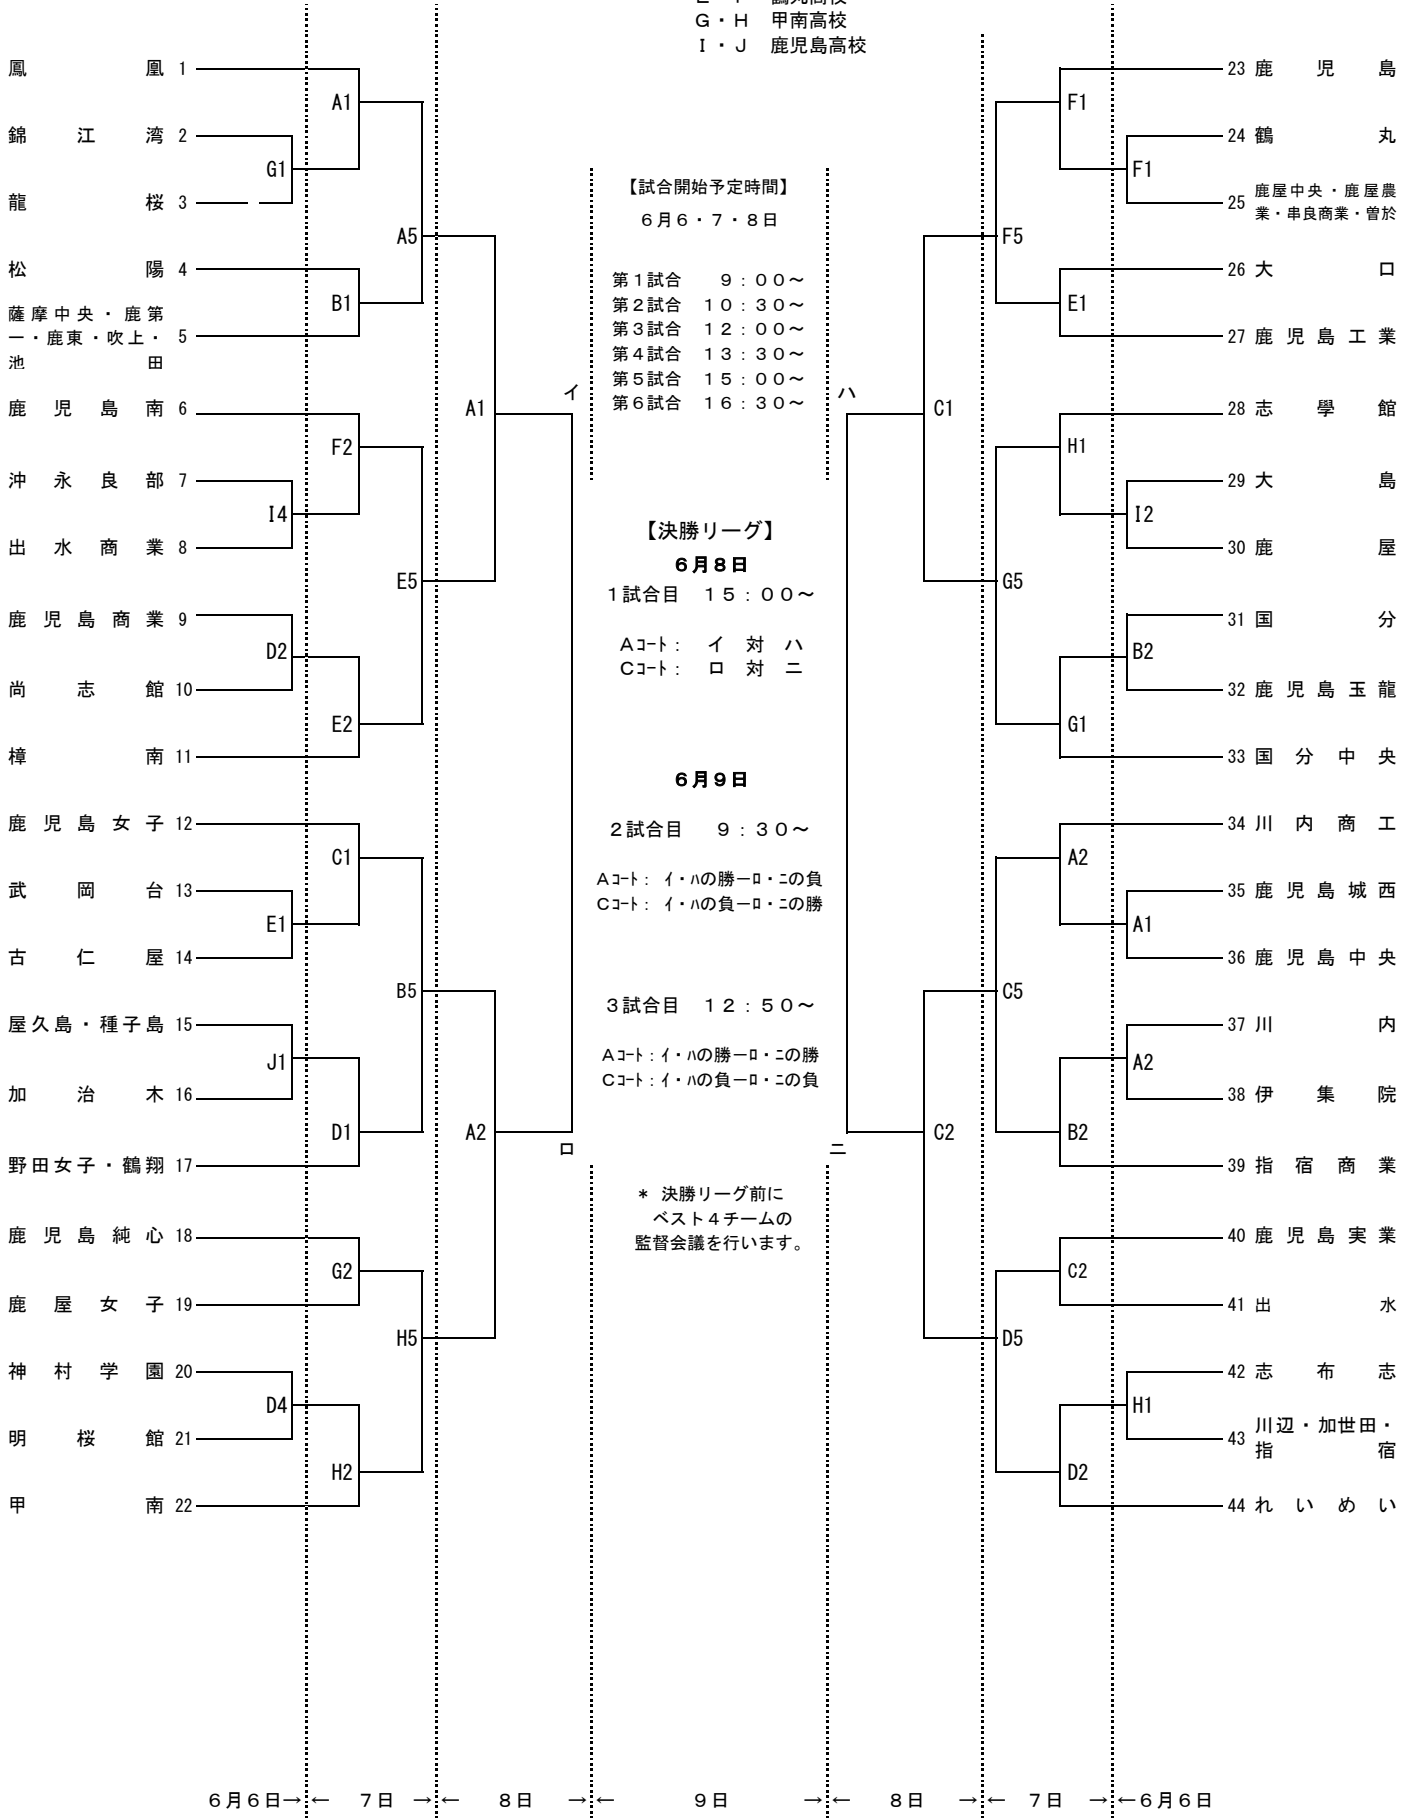 G・H 甲南高校
I・J 鹿児島高校
鳳凰 1
A1
錦江湾 2
G1
龍桜 3
A5
松陽 4
B1
薩摩中央・鹿第
一・鹿東・吹上・ 5
池田
A1
イ
鹿児島南 6
F2
沖永良部 7
I4
出水商業 8
E5
鹿児島商業 9
D2
尚志館 10
E2
樟南 11
鹿児島女子 12
C1
武岡台 13
E1
古仁屋 14
B5
屋久島・種子島 15
J1
加治木 16
D1
A2
ロ
野田女子・鶴翔 17
鹿児島純心 18
G2
鹿屋女子 19
H5
神村学園 20
D4
明桜館 21
H2
甲南 22
【試合開始予定時間】
6月6・7・8日
第1試合 9:00~
第2試合 10:30~
第3試合 12:00~
第4試合 13:30~
第5試合 15:00~
第6試合 16:30~
【決勝リーグ】
6月8日
1試合目 15:00~
Aコート: イ 対 ハ
Cコート: ロ 対 ニ
6月9日
2試合目 9:30~
Aコート: イ・ハの勝ーロ・ニの負
Cコート: イ・ハの負ーロ・ニの勝
3試合目 12:50~
Aコート:イ・ハの勝ーロ・ニの勝
Cコート:イ・ハの負ーロ・ニの負
* 決勝リーグ前に
ベスト4チームの
監督会議を行います。
23 鹿児島
F1
24 鶴丸
F1
25 鹿屋中央・鹿屋農
業・串良商業・曽於
F5
26 大口
E1
27 鹿児島工業
ハ
C1
28 志學館
H1
29 大島
I2
30 鹿屋
G5
31 国分
B2
32 鹿児島玉龍
G1
33 国分中央
34 川内商工
A2
35 鹿児島城西
A1
36 鹿児島中央
C5
37 川内
A2
38 伊集院
B2
C2
ニ
39 指宿商業
40 鹿児島実業
C2
41 出水
D5
42 志布志
H1
43 川辺・加世田・
指宿
D2
44 れいめい
6月6日→ ← 7日 → ← 8日 → ← 9日 → ← 8日 → ← 7日 → ←6月6日